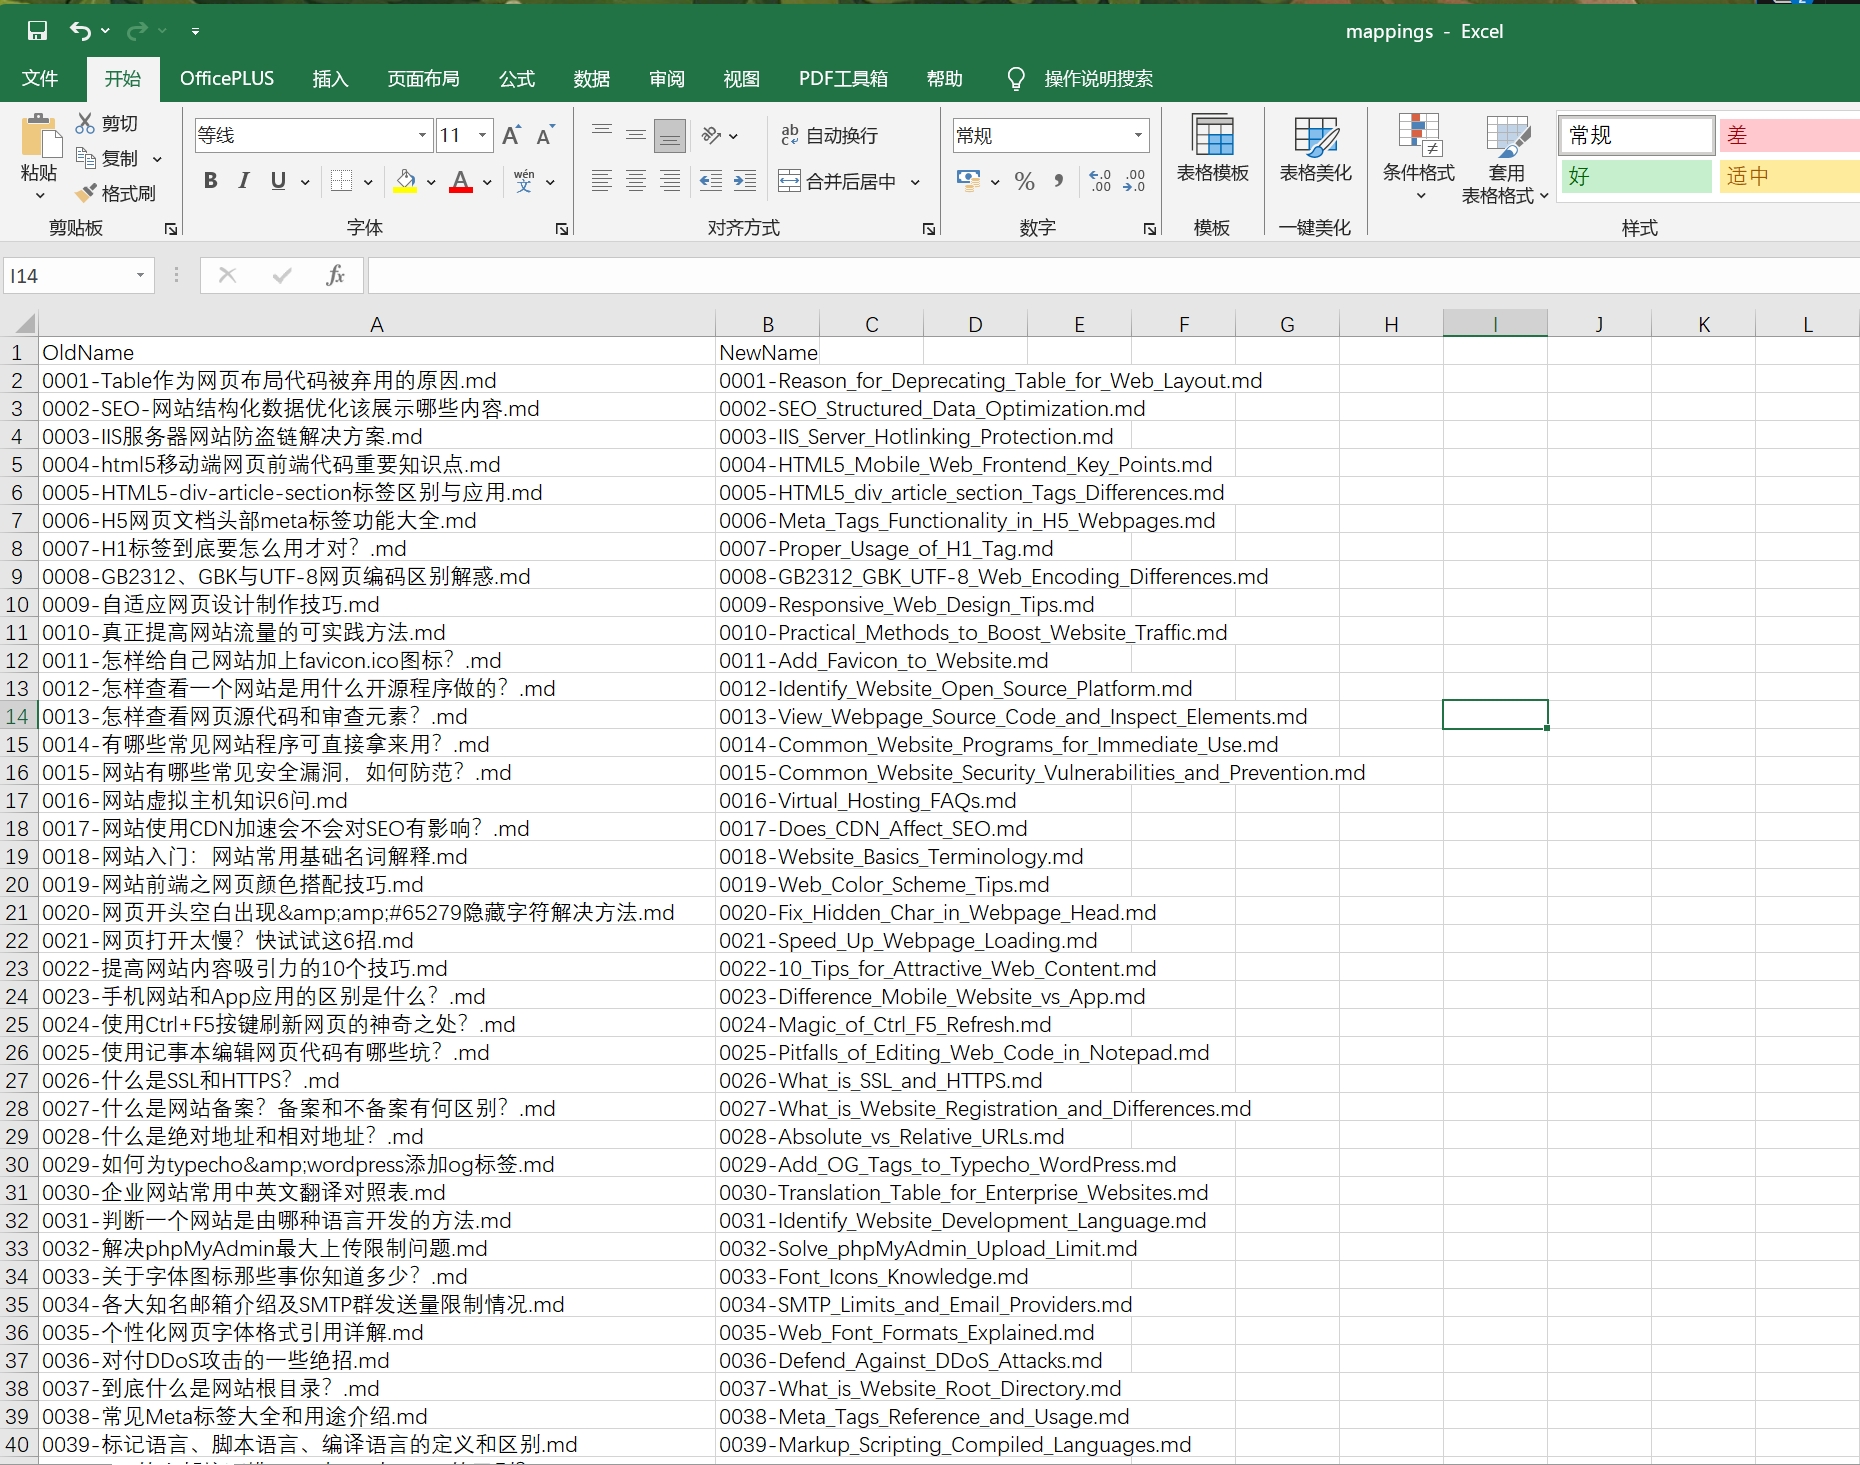 mappings - Excel
文件 开始 OfficePLUS 插入 页面布局 公式 数据 审阅 视图 PDF工具箱 帮助 操作说明搜索
粘贴 剪切 复制 格式刷
剪贴板
等线 11
B I U A wén 文
字体
ab 自动换行
合并后居中
对齐方式
常规
% , .0 .00 .00 .0
数字
表格模板
模板
表格美化
一键美化
条件格式 套用表格格式
常规 差
好 适中
样式
I14 fx
A B C D E F G H I J K L
1 OldName NewName
2 0001-Table作为网页布局代码被弃用的原因.md 0001-Reason_for_Deprecating_Table_for_Web_Layout.md
3 0002-SEO-网站结构化数据优化该展示哪些内容.md 0002-SEO_Structured_Data_Optimization.md
4 0003-IIS服务器网站防盗链解决方案.md 0003-IIS_Server_Hotlinking_Protection.md
5 0004-html5移动端网页前端代码重要知识点.md 0004-HTML5_Mobile_Web_Frontend_Key_Points.md
6 0005-HTML5-div-article-section标签区别与应用.md 0005-HTML5_div_article_section_Tags_Differences.md
7 0006-H5网页文档头部meta标签功能大全.md 0006-Meta_Tags_Functionality_in_H5_Webpages.md
8 0007-H1标签到底要怎么用才对？.md 0007-Proper_Usage_of_H1_Tag.md
9 0008-GB2312、GBK与UTF-8网页编码区别解惑.md 0008-GB2312_GBK_UTF-8_Web_Encoding_Differences.md
10 0009-自适应网页设计制作技巧.md 0009-Responsive_Web_Design_Tips.md
11 0010-真正提高网站流量的可实践方法.md 0010-Practical_Methods_to_Boost_Website_Traffic.md
12 0011-怎样给自己网站加上favicon.ico图标？.md 0011-Add_Favicon_to_Website.md
13 0012-怎样查看一个网站是用什么开源程序做的？.md 0012-Identify_Website_Open_Source_Platform.md
14 0013-怎样查看网页源代码和审查元素？.md 0013-View_Webpage_Source_Code_and_Inspect_Elements.md
15 0014-有哪些常见网站程序可直接拿来用？.md 0014-Common_Website_Programs_for_Immediate_Use.md
16 0015-网站有哪些常见安全漏洞，如何防范？.md 0015-Common_Website_Security_Vulnerabilities_and_Prevention.md
17 0016-网站虚拟主机知识6问.md 0016-Virtual_Hosting_FAQs.md
18 0017-网站使用CDN加速会不会对SEO有影响？.md 0017-Does_CDN_Affect_SEO.md
19 0018-网站入门：网站常用基础名词解释.md 0018-Website_Basics_Terminology.md
20 0019-网站前端之网页颜色搭配技巧.md 0019-Web_Color_Scheme_Tips.md
21 0020-网页开头空白出现&amp;amp;#65279隐藏字符解决方法.md 0020-Fix_Hidden_Char_in_Webpage_Head.md
22 0021-网页打开太慢？快试试这6招.md 0021-Speed_Up_Webpage_Loading.md
23 0022-提高网站内容吸引力的10个技巧.md 0022-10_Tips_for_Attractive_Web_Content.md
24 0023-手机网站和App应用的区别是什么？.md 0023-Difference_Mobile_Website_vs_App.md
25 0024-使用Ctrl+F5按键刷新网页的神奇之处？.md 0024-Magic_of_Ctrl_F5_Refresh.md
26 0025-使用记事本编辑网页代码有哪些坑？.md 0025-Pitfalls_of_Editing_Web_Code_in_Notepad.md
27 0026-什么是SSL和HTTPS？.md 0026-What_is_SSL_and_HTTPS.md
28 0027-什么是网站备案？备案和不备案有何区别？.md 0027-What_is_Website_Registration_and_Differences.md
29 0028-什么是绝对地址和相对地址？.md 0028-Absolute_vs_Relative_URLs.md
30 0029-如何为typecho&amp;wordpress添加og标签.md 0029-Add_OG_Tags_to_Typecho_WordPress.md
31 0030-企业网站常用中英文翻译对照表.md 0030-Translation_Table_for_Enterprise_Websites.md
32 0031-判断一个网站是由哪种语言开发的方法.md 0031-Identify_Website_Development_Language.md
33 0032-解决phpMyAdmin最大上传限制问题.md 0032-Solve_phpMyAdmin_Upload_Limit.md
34 0033-关于字体图标那些事你知道多少？.md 0033-Font_Icons_Knowledge.md
35 0034-各大知名邮箱介绍及SMTP群发送量限制情况.md 0034-SMTP_Limits_and_Email_Providers.md
36 0035-个性化网页字体格式引用详解.md 0035-Web_Font_Formats_Explained.md
37 0036-对付DDoS攻击的一些绝招.md 0036-Defend_Against_DDoS_Attacks.md
38 0037-到底什么是网站根目录？.md 0037-What_is_Website_Root_Directory.md
39 0038-常见Meta标签大全和用途介绍.md 0038-Meta_Tags_Reference_and_Usage.md
40 0039-标记语言、脚本语言、编译语言的定义和区别.md 0039-Markup_Scripting_Compiled_Languages.md